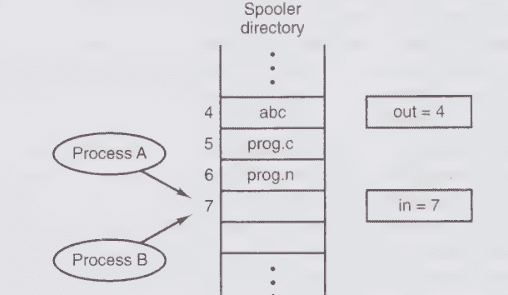 Spooler
directory
4 abc
out = 4
5 prog.c
Process A
6 prog.n
7
in = 7
Process B